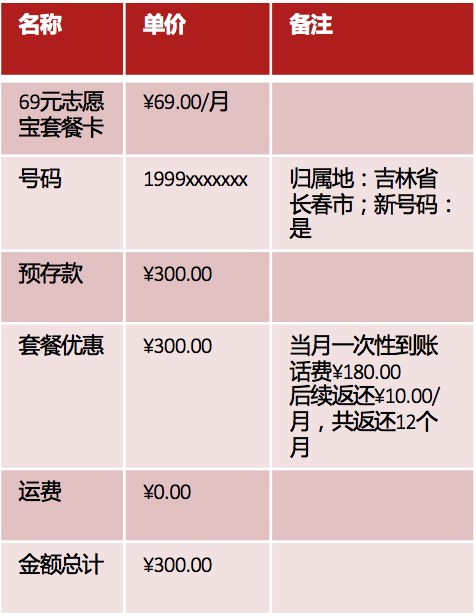 名称 单价 备注
69元志愿 ¥69.00/月
宝套餐卡
号码 1999xxxxxxx 归属地：吉林省
长春市；新号码：
是
预存款 ¥300.00
套餐优惠 ¥300.00 当月一次性到账
话费¥180.00
后续返还¥10.00/
月，共返还12个
月
运费 ¥0.00
金额总计 ¥300.00